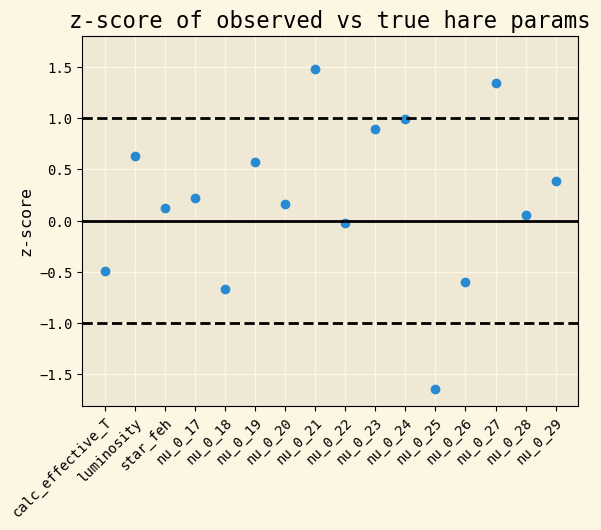 z-score of observed vs true hare params
z-score
1.5
1.0
0.5
0.0
−0.5
−1.0
−1.5
calc_effective_T
luminosity
star_feh
nu_0_17
nu_0_18
nu_0_19
nu_0_20
nu_0_21
nu_0_22
nu_0_23
nu_0_24
nu_0_25
nu_0_26
nu_0_27
nu_0_28
nu_0_29